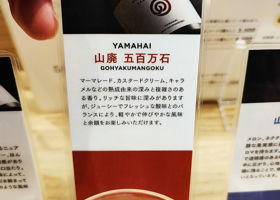 YAMAHAI
山廃 五百万石
GOHYAKUMANGOKU
マーマレード、カスタードクリーム、キャラ
メルなどの熟成由来の深みと複雑さのあ
る香り。リッチな旨味に深みがあります
が、ジューシーでフレッシュな酸味とのバ
ランスにより、軽やかで伸びやかな風味
と余韻をお楽しみいただけます。